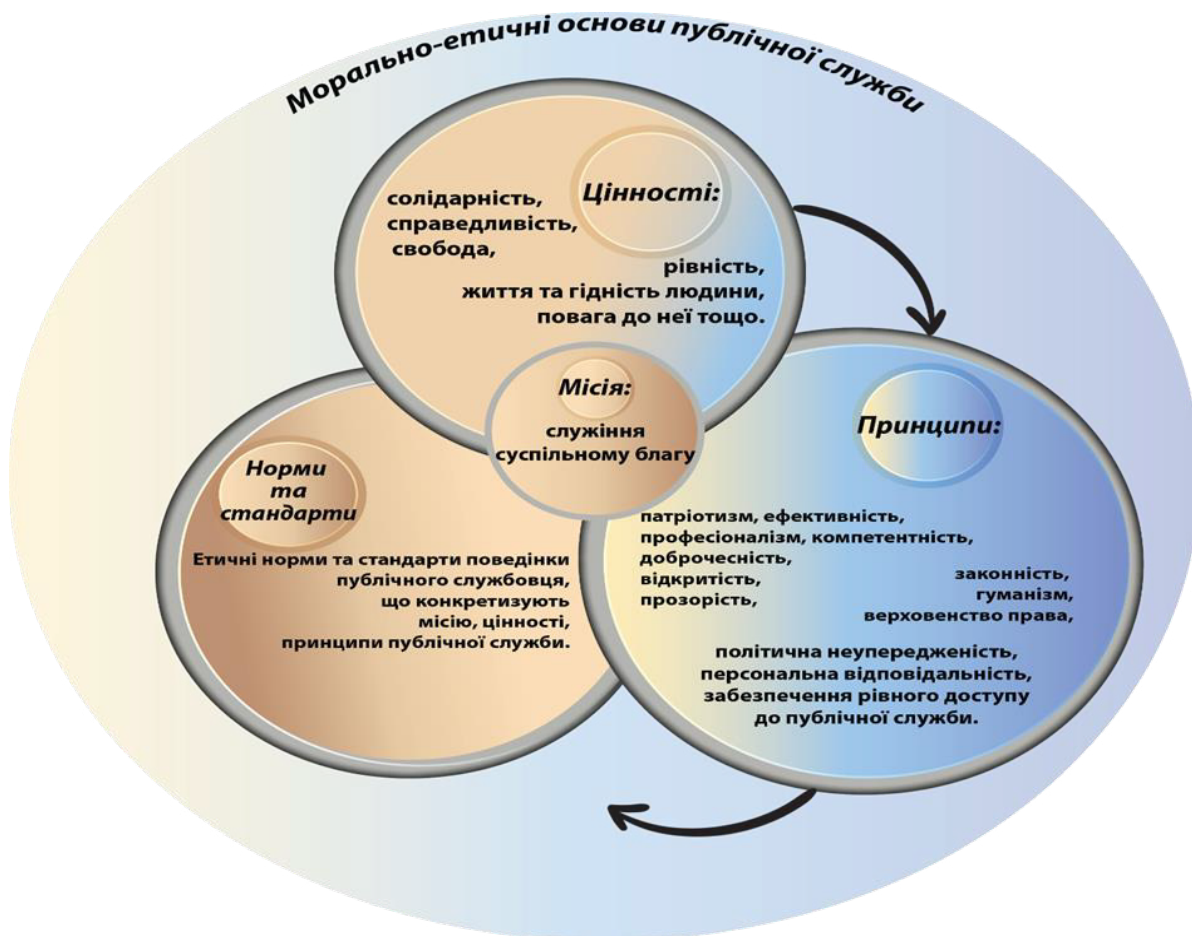 Морально-етичні основи публічної служби
Цінності:
солідарність,
справедливість,
свобода,
рівність,
життя та гідність людини,
повага до неї тощо.
Місія:
служіння
суспільному благу
Принципи:
патріотизм, ефективність,
професіоналізм, компетентність,
доброчесність,
відкритість,
прозорість,
законність,
гуманізм,
верховенство права,
політична неупередженість,
персональна відповідальність,
забезпечення рівного доступу
до публічної служби.
Норми
та
стандарти
Етичні норми та стандарти поведінки
публічного службовця,
що конкретизують
місію, цінності,
принципи публічної служби.